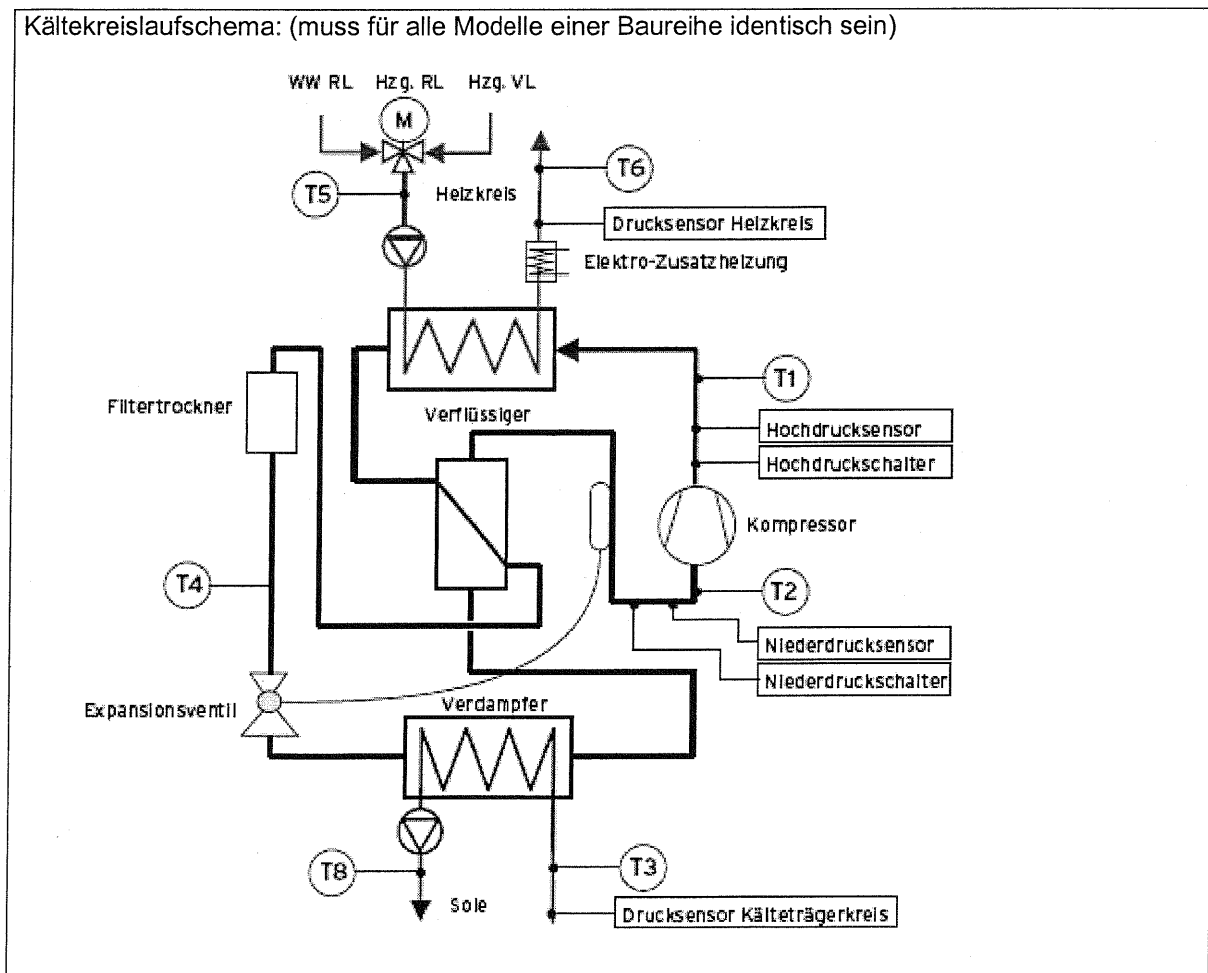 Kältekreislaufschema: (muss für alle Modelle einer Baureihe identisch sein)
WW RL Hzg. RL Hzg. VL
M
T5
Heizkreis
T6
Drucksensor Heizkreis
Elektro-Zusatzheizung
Filtertrockner
Verflüssiger
T1
Hochdrucksensor
Hochdruckschalter
Kompressor
T4
T2
Niederdrucksensor
Niederdruckschalter
Expansionsventil
Verdampfer
T8
Sole
T3
Drucksensor Kälteträgerkreis